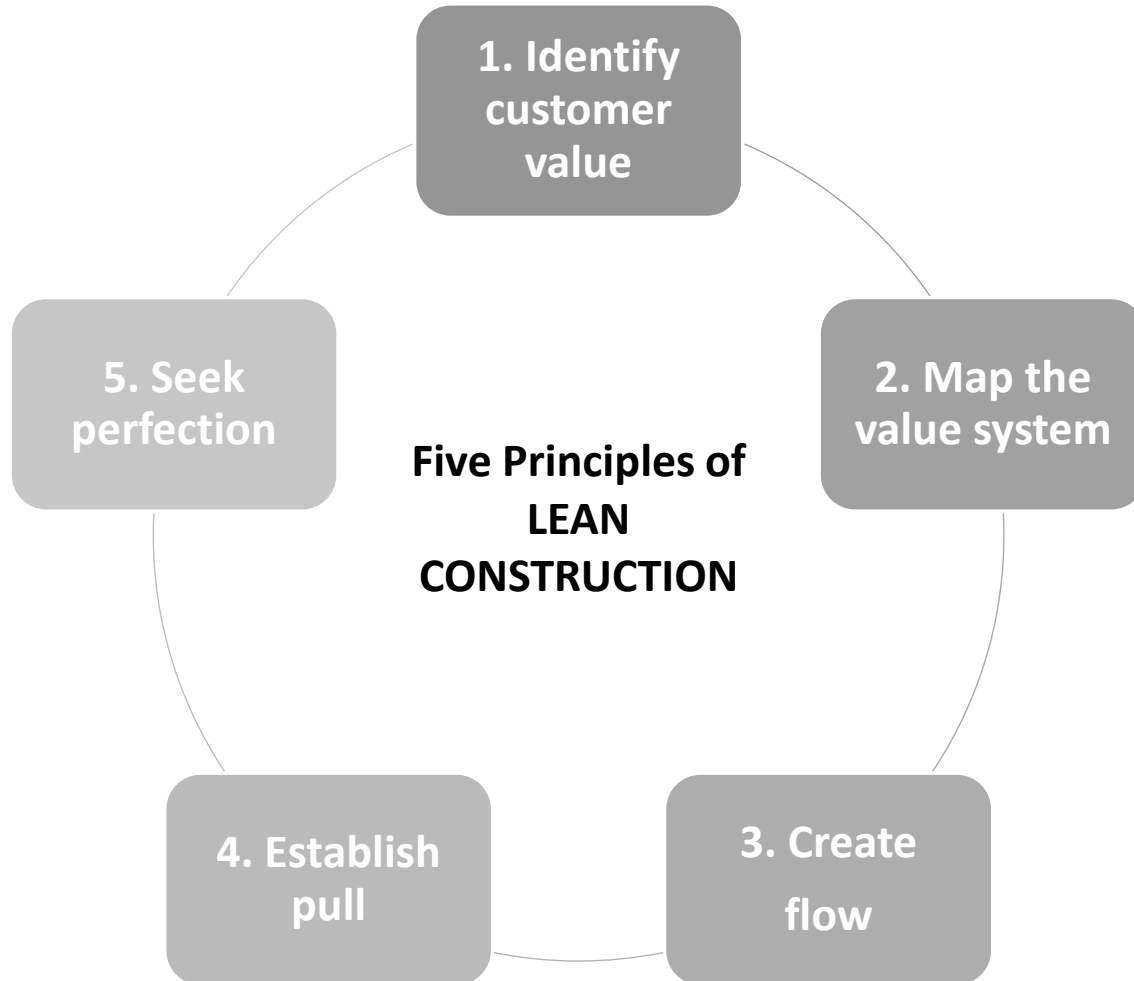 1. Identify
customer
value
2. Map the
value system
3. Create
flow
4. Establish
pull
5. Seek
perfection
Five Principles of
LEAN
CONSTRUCTION